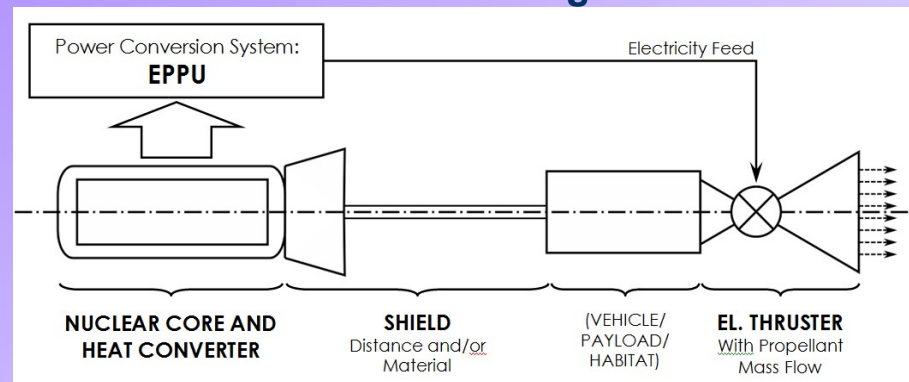 Power Conversion System:
EPPU
Electricity Feed
NUCLEAR CORE AND
HEAT CONVERTER
SHIELD
Distance and/or
Material
(VEHICLE/
PAYLOAD/
HABITAT)
EL. THRUSTER
With Propellant
Mass Flow